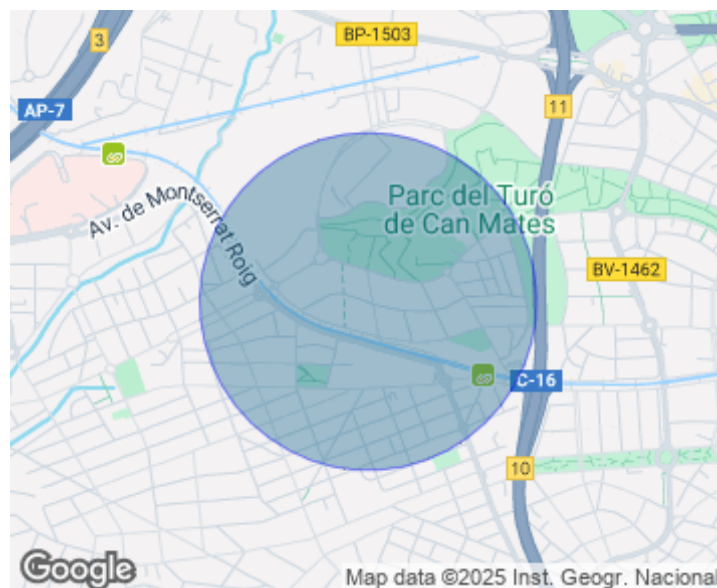 BP-1503
3
AP-7
11
Av. de Montserrat Roig
Parc del Turó
de Can Mates
BV-1462
C-16
10
Google
Map data ©2025 Inst. Geogr. Nacional